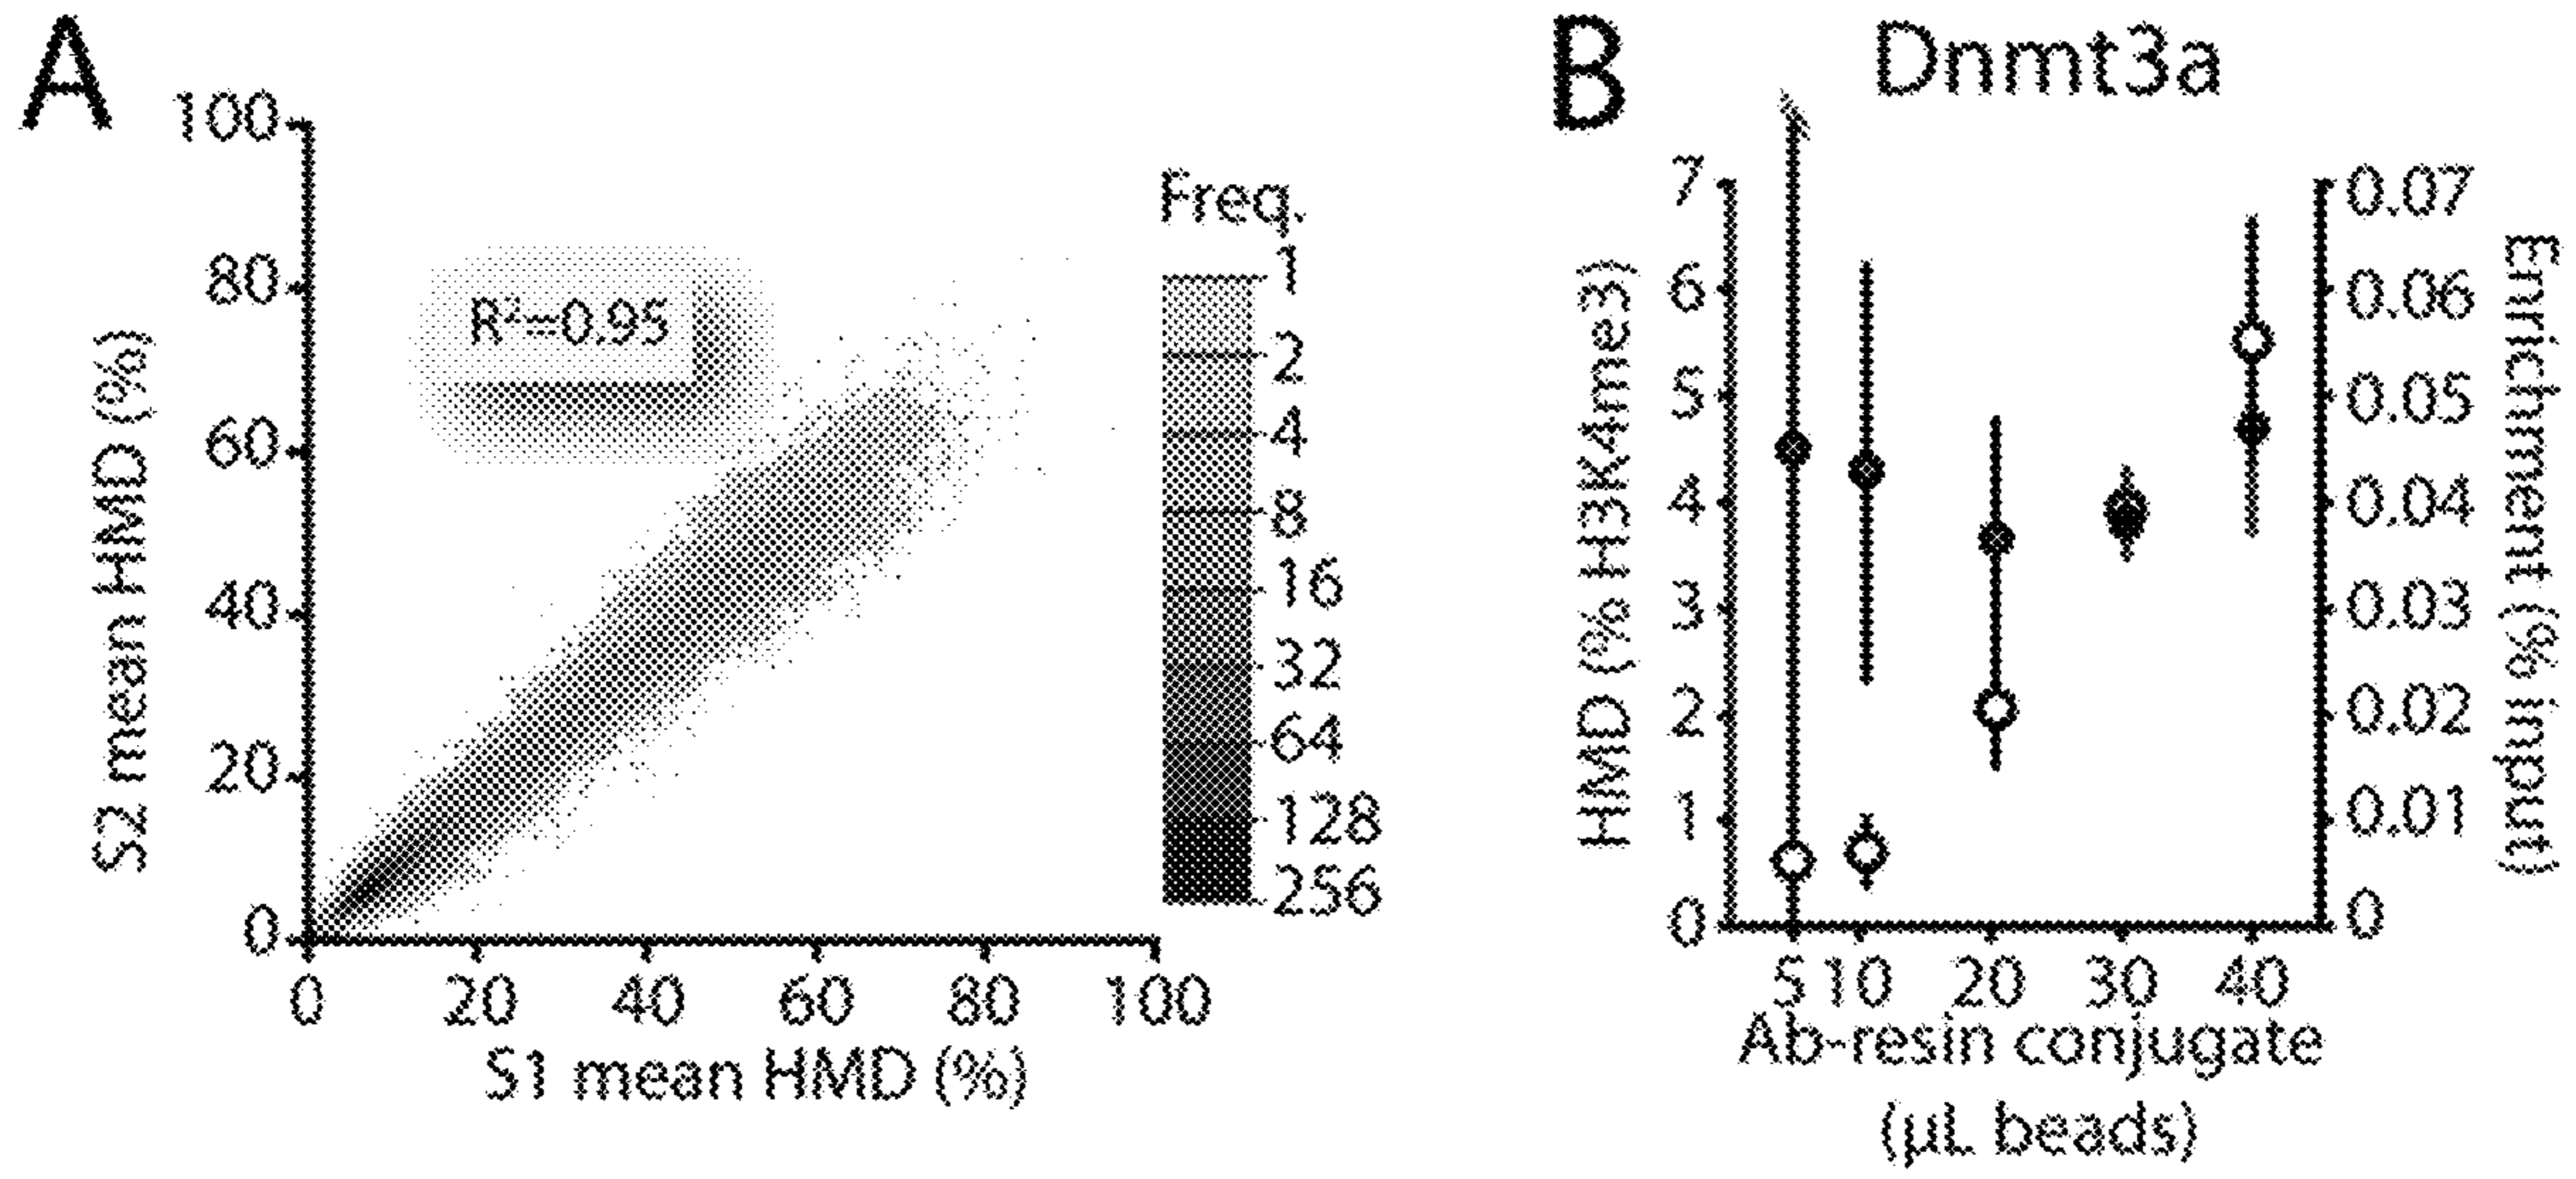 A
100
80
60
40
20
0
S2 mean HMD (%)
R²=0.95
0 20 40 60 80 100
S1 mean HMD (%)
Freq.
1
2
4
8
16
32
64
128
256
B
Dnmt3a
HMD (% H3K4me3)
7
6
5
4
3
2
1
0
0.07
0.06
0.05
0.04
0.03
0.02
0.01
0
Enrichment (% input)
5 10 20 30 40
Ab-resin conjugate
(µL beads)